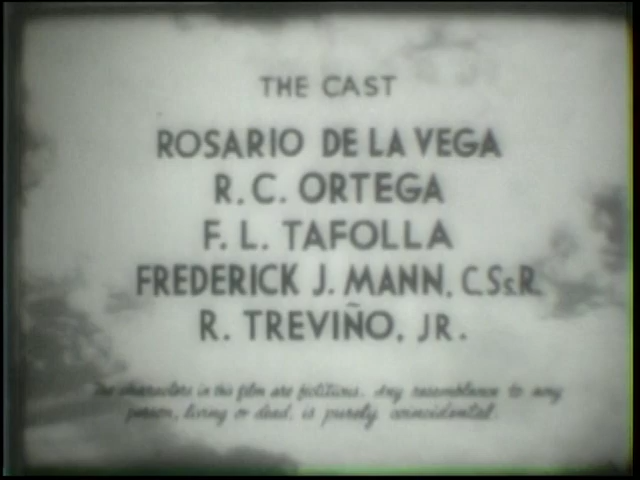 THE CAST
ROSARIO DE LA VEGA
R. C. ORTEGA
F. L. TAFOLLA
FREDERICK J. MANN, C.Ss.R.
R. TREVIÑO, JR.
The characters in this film are fictitious. Any resemblance to any
person, living or dead, is purely coincidental.